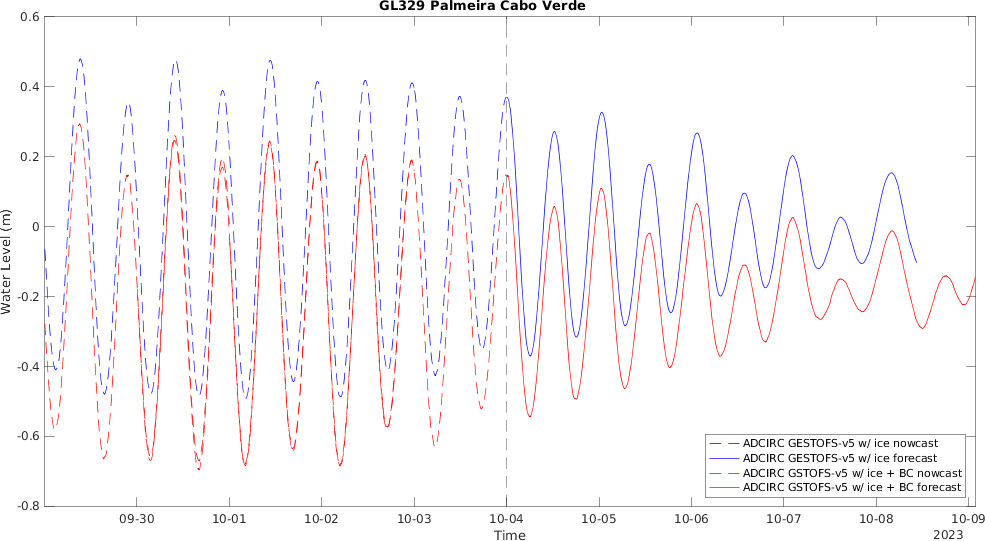 GL329 Palmeira Cabo Verde
0.6
0.4
0.2
0
-0.2
-0.4
-0.6
-0.8
Water Level (m)
ADCIRC GESTOFS-v5 w/ ice nowcast
ADCIRC GESTOFS-v5 w/ ice forecast
ADCIRC GSTOFS-v5 w/ ice + BC nowcast
ADCIRC GSTOFS-v5 w/ ice + BC forecast
09-30 10-01 10-02 10-03 10-04 10-05 10-06 10-07 10-08 10-09
Time
2023